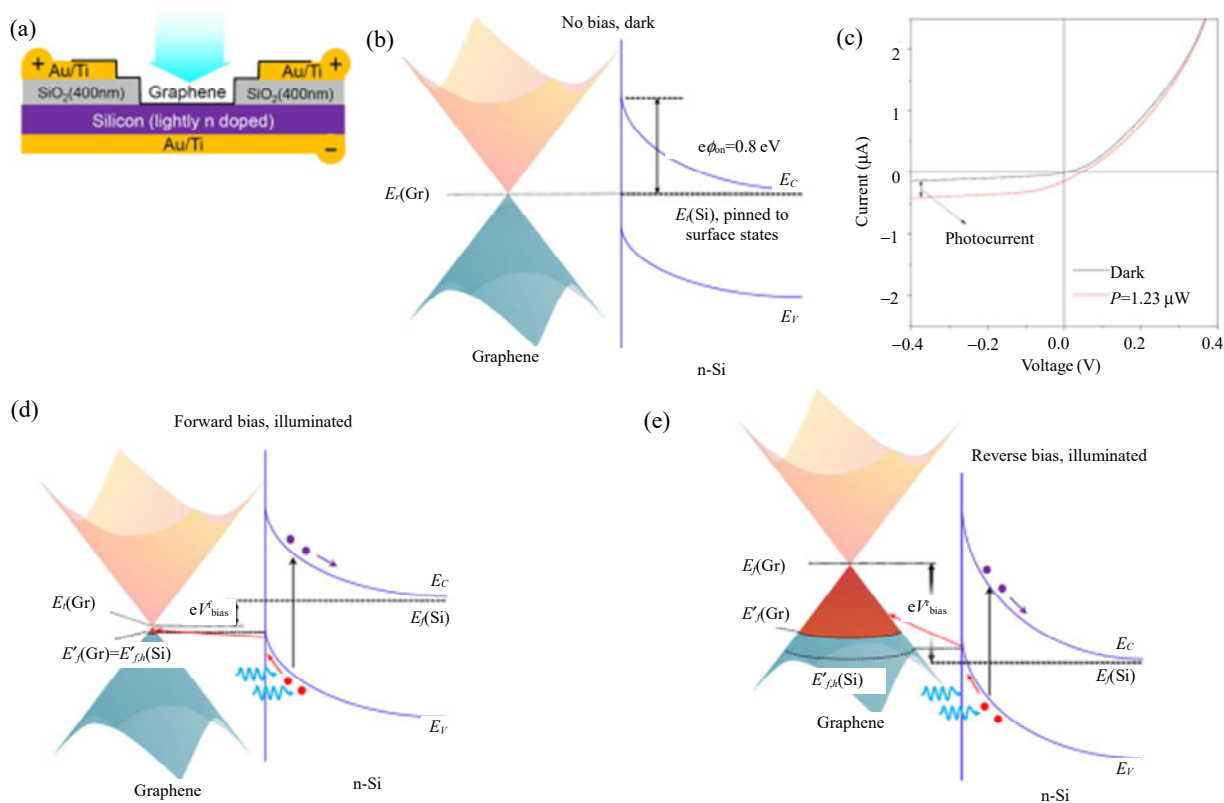 (a)
+
+
Au/Ti
Au/Ti
SiO2(400nm)
Graphene
SiO2(400nm)
Silicon (lightly n doped)
Au/Ti
−
(b)
No bias, dark
eϕon=0.8 eV
EC
Er(Gr)
Et(Si), pinned to
surface states
EV
Graphene
n-Si
(c)
Current (μA)
2
1
0
−1
−2
Photocurrent
Dark
P=1.23 μW
−0.4
−0.2
0.0
0.2
0.4
Voltage (V)
(d)
Forward bias, illuminated
EC
Et(Gr)
eVfbias
Ef(Si)
E'f(Gr)=E'f,h(Si)
EV
Graphene
n-Si
(e)
Reverse bias, illuminated
Ef(Gr)
eVrbias
E'f(Gr)
EC
Ef(Si)
E'f,h(Si)
Graphene
EV
n-Si